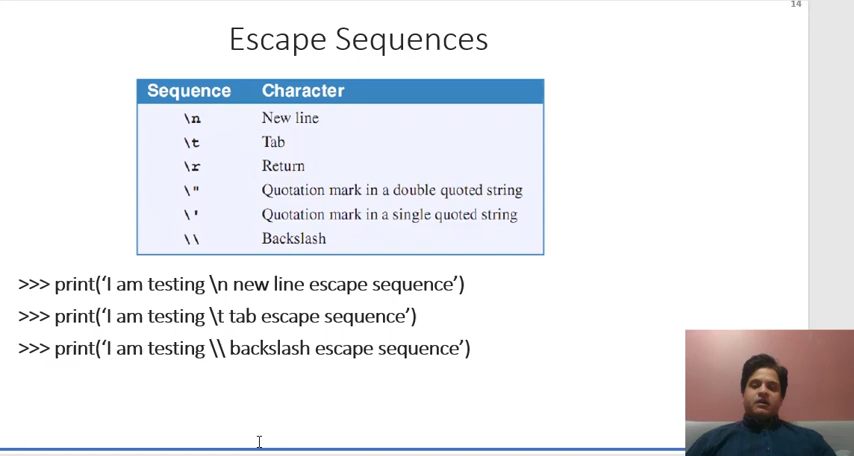 14
Escape Sequences
Sequence Character
\n New line
\t Tab
\r Return
\" Quotation mark in a double quoted string
\' Quotation mark in a single quoted string
\\ Backslash
>>> print(‘I am testing \n new line escape sequence’)
>>> print(‘I am testing \t tab escape sequence’)
>>> print(‘I am testing \\ backslash escape sequence’)